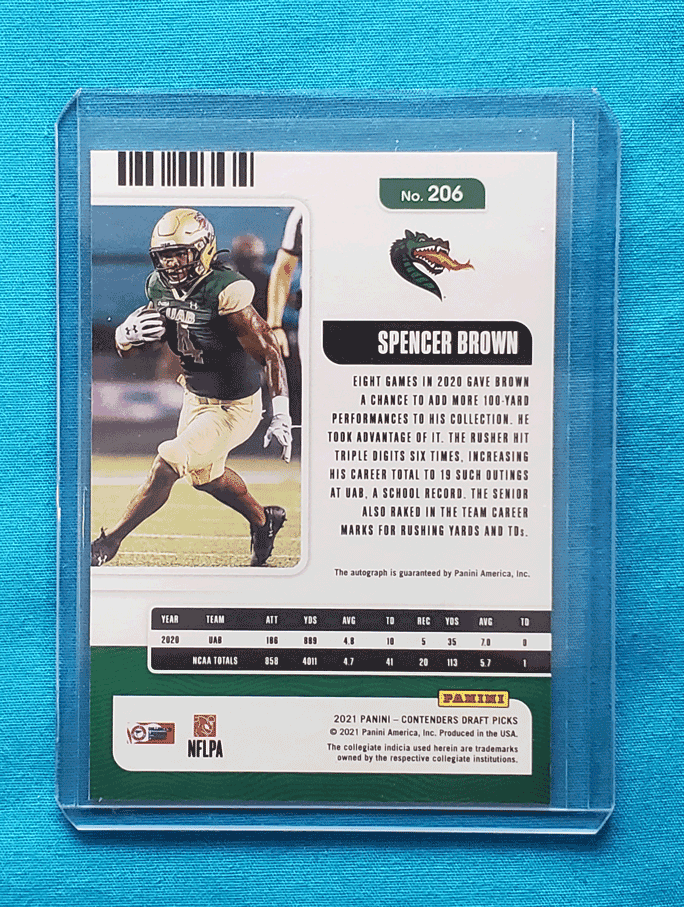 No. 206
UAB
4
SPENCER BROWN
EIGHT GAMES IN 2020 GAVE BROWN
A CHANCE TO ADD MORE 100-YARD
PERFORMANCES TO HIS COLLECTION. HE
TOOK ADVANTAGE OF IT. THE RUSHER HIT
TRIPLE DIGITS SIX TIMES, INCREASING
HIS CAREER TOTAL TO 19 SUCH OUTINGS
AT UAB, A SCHOOL RECORD. THE SENIOR
ALSO RAKED IN THE TEAM CAREER
MARKS FOR RUSHING YARDS AND TDs.
The autograph is guaranteed by Panini America, Inc.
YEAR TEAM ATT YDS AVG TD REC YDS AVG TD
2020 UAB 186 889 4.8 10 5 35 7.0 0
NCAA TOTALS 858 4011 4.7 41 20 113 5.7 1
PANINI
2021 PANINI – CONTENDERS DRAFT PICKS
© 2021 Panini America, Inc. Produced in the USA.
The collegiate indicia used herein are trademarks
owned by the respective collegiate institutions.
NFLPA